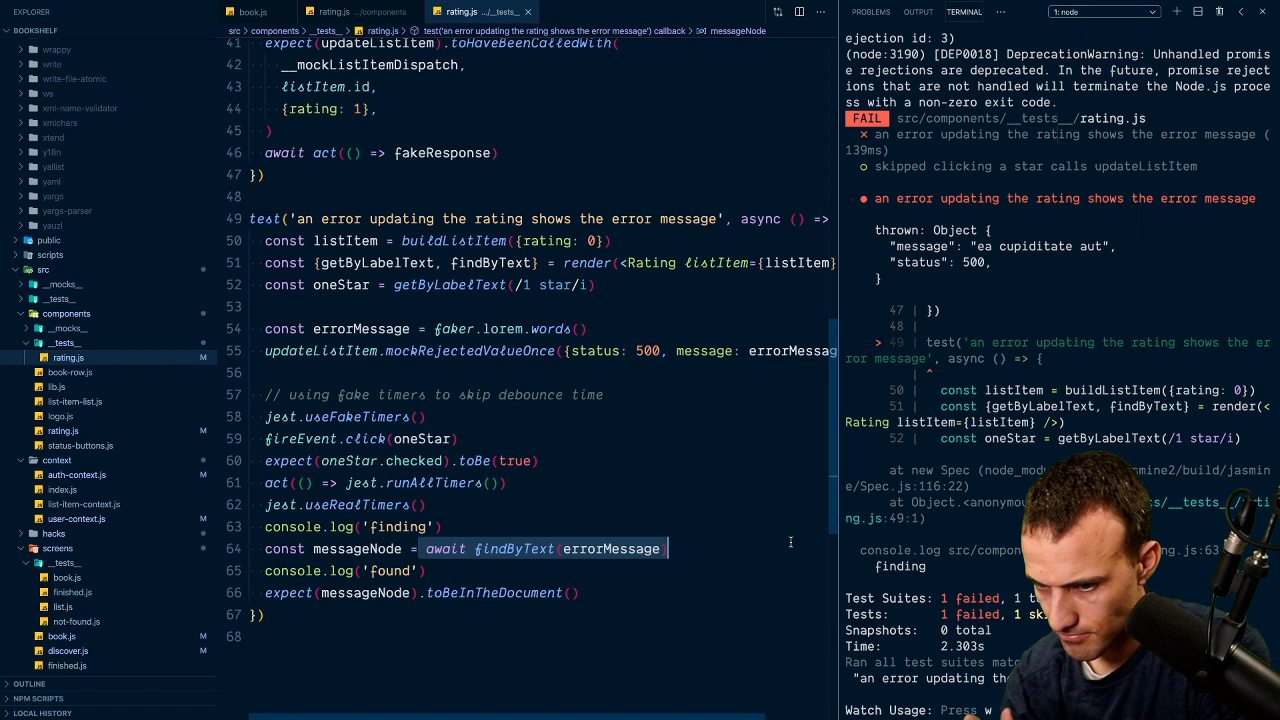 EXPLORER
BOOKSHELF
wrappy
write
write-file-atomic
ws
xml-name-validator
xmlchars
xtend
y18n
yallist
yaml
yargs
yargs-parser
yauzl
public
scripts
src
__mocks__
__tests__
components
__mocks__
__tests__
rating.js M
book-row.js
lib.js
list-item-list.js
logo.js
rating.js M
status-buttons.js
context
auth-context.js M
index.js
list-item-context.js
user-context.js M
hacks
screens
__tests__
book.js
finished.js
list.js
not-found.js
book.js M
discover.js M
finished.js
OUTLINE
NPM SCRIPTS
LOCAL HISTORY
book.js
rating.js .../components
rating.js .../__tests__
src
components
__tests__
rating.js
test('an error updating the rating shows the error message') callback
messageNode
41 expect(updateListItem).toHaveBeenCalledWith(
42 __mockListItemDispatch,
43 listItem.id,
44 {rating: 1},
45 )
46 await act(() => fakeResponse)
47 })
48
49 test('an error updating the rating shows the error message', async () =>
50 const listItem = buildListItem({rating: 0})
51 const {getByLabelText, findByText} = render(<Rating listItem={listItem}
52 const oneStar = getByLabelText(/1 star/i)
53
54 const errorMessage = faker.lorem.words()
55 updateListItem.mockRejectedValueOnce({status: 500, message: errorMessag
56
57 // using fake timers to skip debounce time
58 jest.useFakeTimers()
59 fireEvent.click(oneStar)
60 expect(oneStar.checked).toBe(true)
61 act(() => jest.runAllTimers())
62 jest.useRealTimers()
63 console.log('finding')
64 const messageNode = await findByText(errorMessage)
65 console.log('found')
66 expect(messageNode).toBeInTheDocument()
67 })
68
PROBLEMS
OUTPUT
TERMINAL
1: node
ejection id: 3)
(node:3190) [DEP0018] DeprecationWarning: Unhandled promis
e rejections are deprecated. In the future, promise reject
ions that are not handled will terminate the Node.js proce
ss with a non-zero exit code.
FAIL src/components/__tests__/rating.js
✕ an error updating the rating shows the error message (
139ms)
○ skipped clicking a star calls updateListItem
● an error updating the rating shows the error message
thrown: Object {
"message": "ea cupiditate aut",
"status": 500,
}
47 | })
48 |
> 49 | test('an error updating the rating shows the er
ror message', async () => {
| ^
50 | const listItem = buildListItem({rating: 0})
51 | const {getByLabelText, findByText} = render(<
Rating listItem={listItem} />)
52 | const oneStar = getByLabelText(/1 star/i)
at new Spec (node_mod
asmine2/build/jasmin
e/Spec.js:116:22)
at Object.<anonymou
ts/__tests__/
ng.js:49:1)
console.log src/compon
js:63
finding
Test Suites: 1 failed, 1
Tests: 1 failed, 1
Snapshots: 0 total
Time: 2.303s
Ran all test suites
"an error updating
Watch Usage: Press w